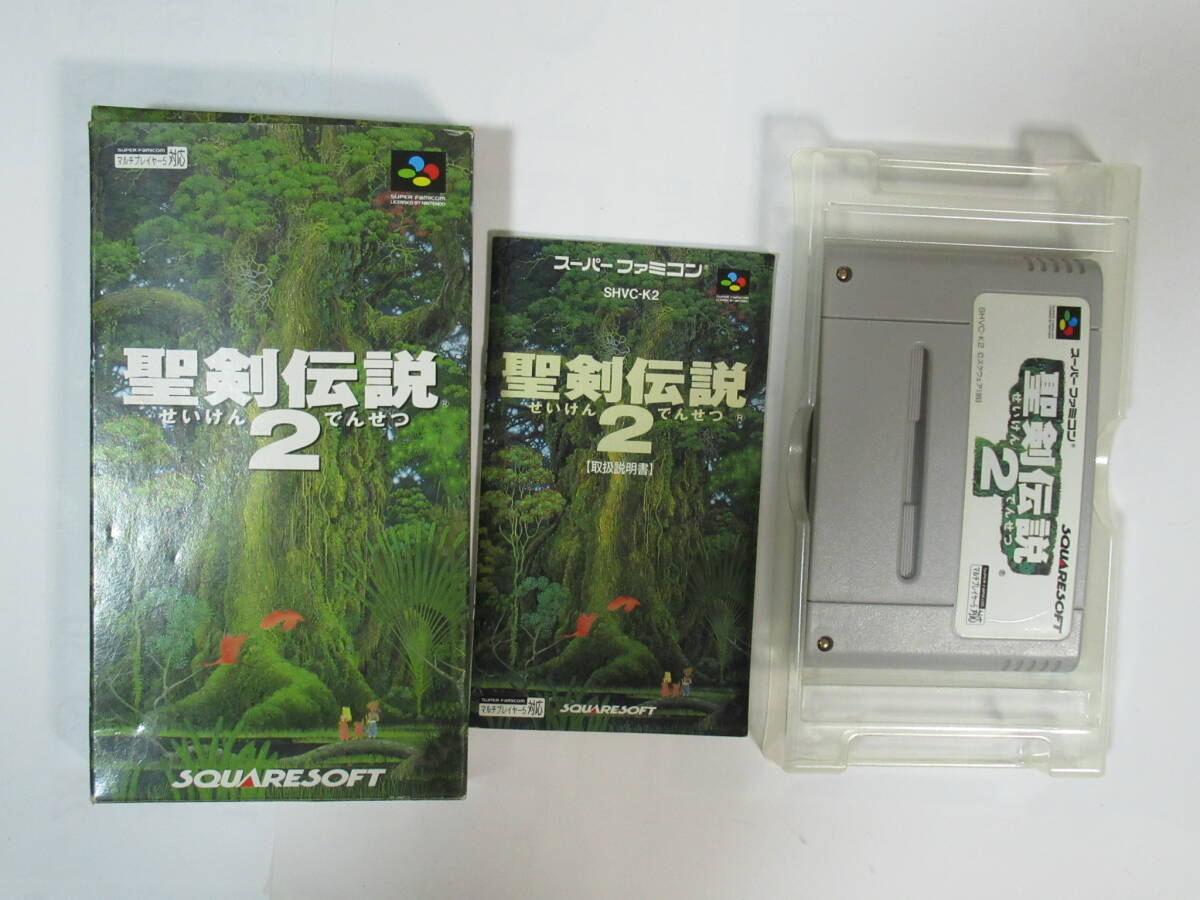 SUPER FAMICOM
マルチプレイヤー5対応
SUPER FAMICOM
LICENSED BY NINTENDO
聖剣伝説®
せいけん でんせつ
2
SQUARESOFT
スーパーファミコン®
SHVC-K2
聖剣伝説
せいけん でんせつ ®
2
【取扱説明書】
SUPER FAMICOM
マルチプレイヤー5対応
SQUARESOFT
スーパーファミコン®
聖剣伝説®
せいけん でんせつ
2
SQUARESOFT
マルチプレイヤー5対応